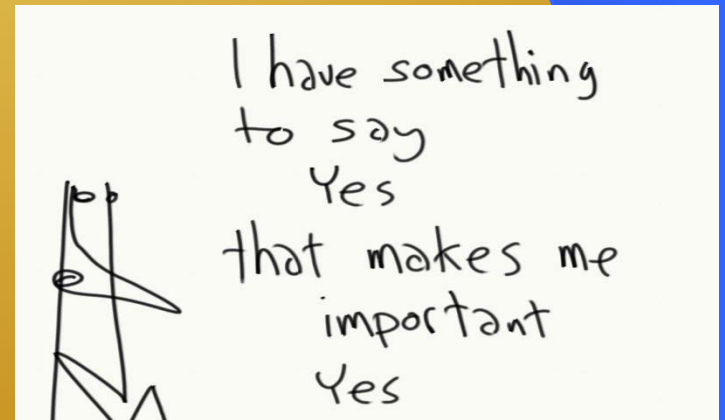 I have something
to say
Yes
that makes me
important
Yes